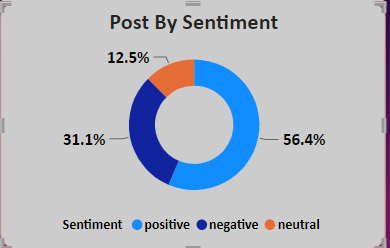 Post By Sentiment
12.5%
31.1%
56.4%
Sentiment positive negative neutral